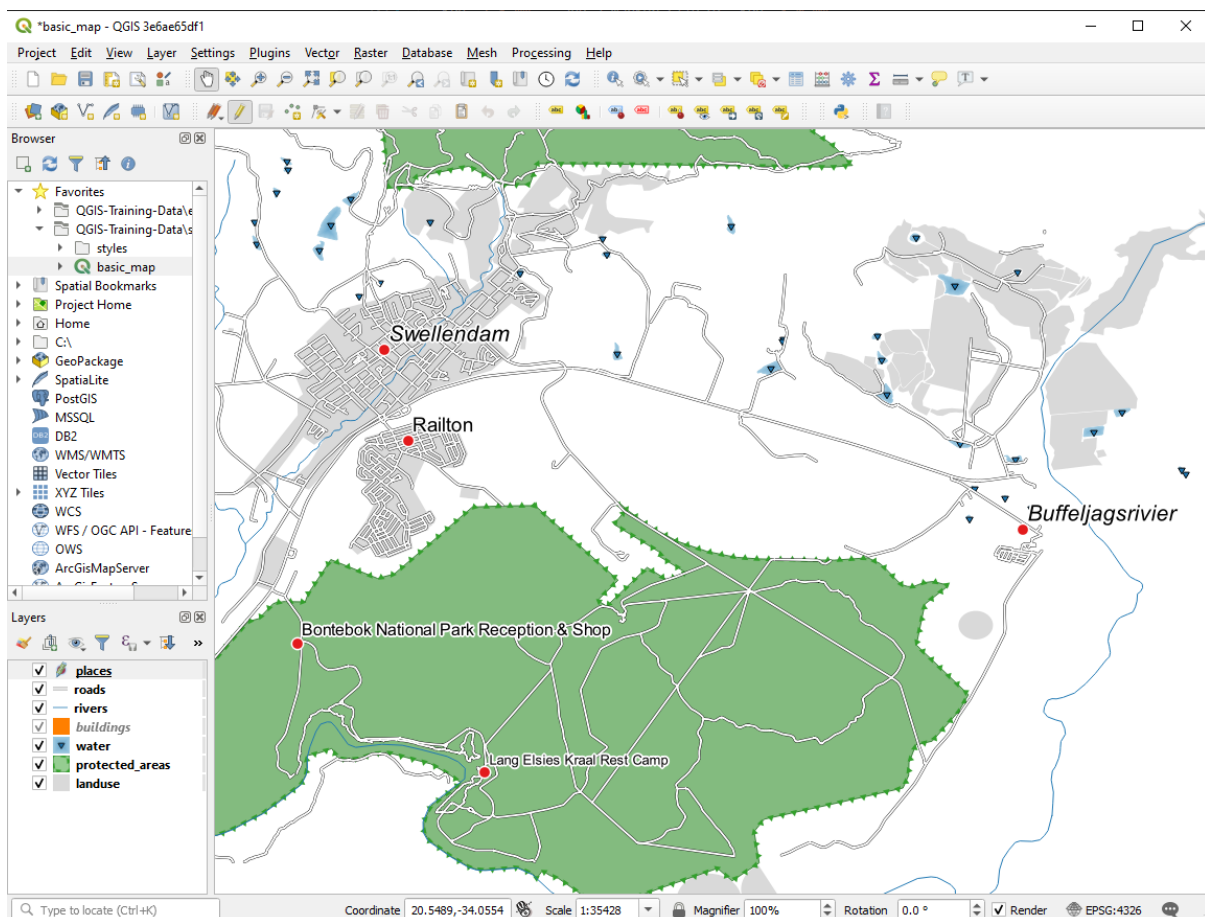 *basic_map - QGIS 3e6ae65df1
Project Edit View Layer Settings Plugins Vector Raster Database Mesh Processing Help
Browser
Favorites
QGIS-Training-Data\e
QGIS-Training-Data\s
styles
basic_map
Spatial Bookmarks
Project Home
Home
C:\
GeoPackage
SpatiaLite
PostGIS
MSSQL
DB2
WMS/WMTS
Vector Tiles
XYZ Tiles
WCS
WFS / OGC API - Feature
OWS
ArcGisMapServer
Layers
places
roads
rivers
buildings
water
protected_areas
landuse
Swellendam
Railton
Buffeljagsrivier
Bontebok National Park Reception & Shop
Lang Elsies Kraal Rest Camp
Type to locate (Ctrl+K)
Coordinate 20.5489,-34.0554 Scale 1:35428 Magnifier 100% Rotation 0.0 ° Render EPSG:4326